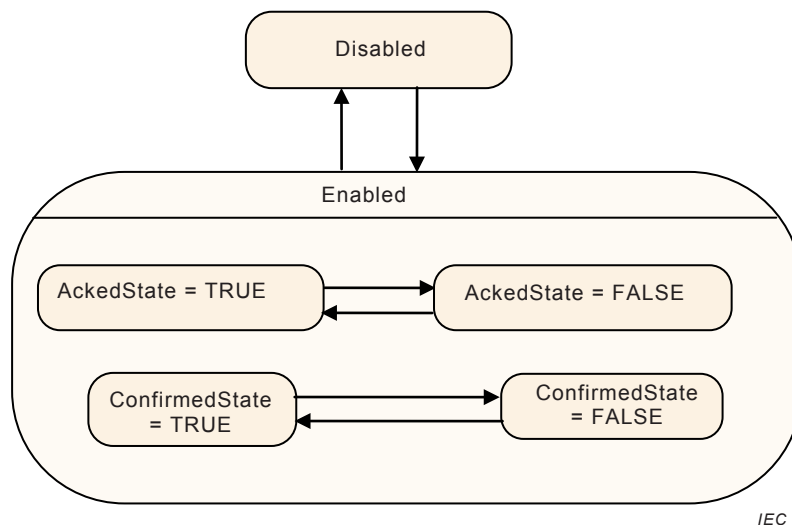 Disabled
Enabled
AckedState = TRUE
AckedState = FALSE
ConfirmedState
= TRUE
ConfirmedState
= FALSE
IEC